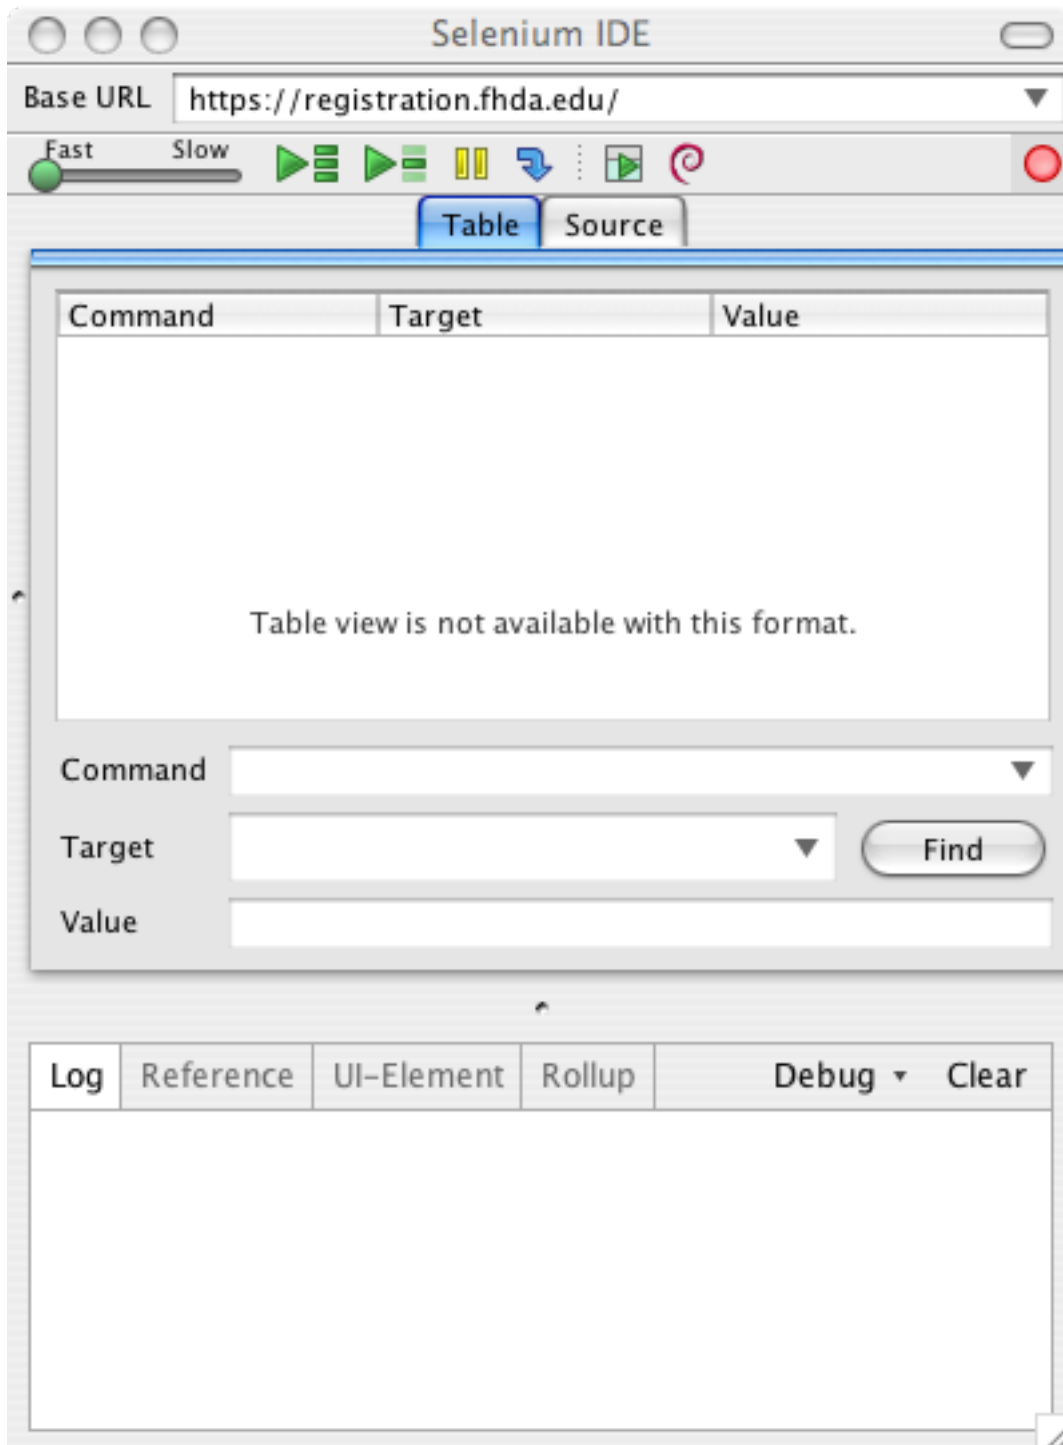 Selenium IDE
Base URL https://registration.fhda.edu/
Fast Slow
Table Source
Command Target Value
Table view is not available with this format.
Command
Target Find
Value
Log Reference UI-Element Rollup Debug Clear